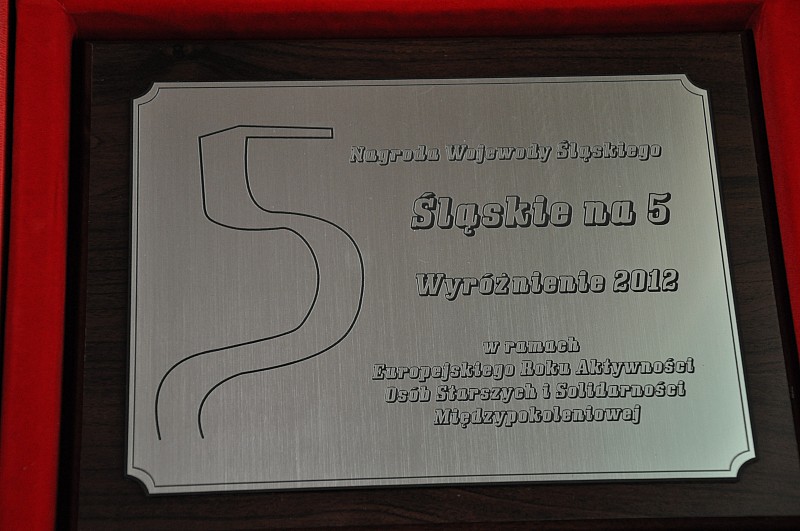 Nagroda Wojewody Śląskiego
Śląskie na 5
Wyróżnienie 2012
w ramach
Europejskiego Roku Aktywności
Osób Starszych i Solidarności
Międzypokoleniowej